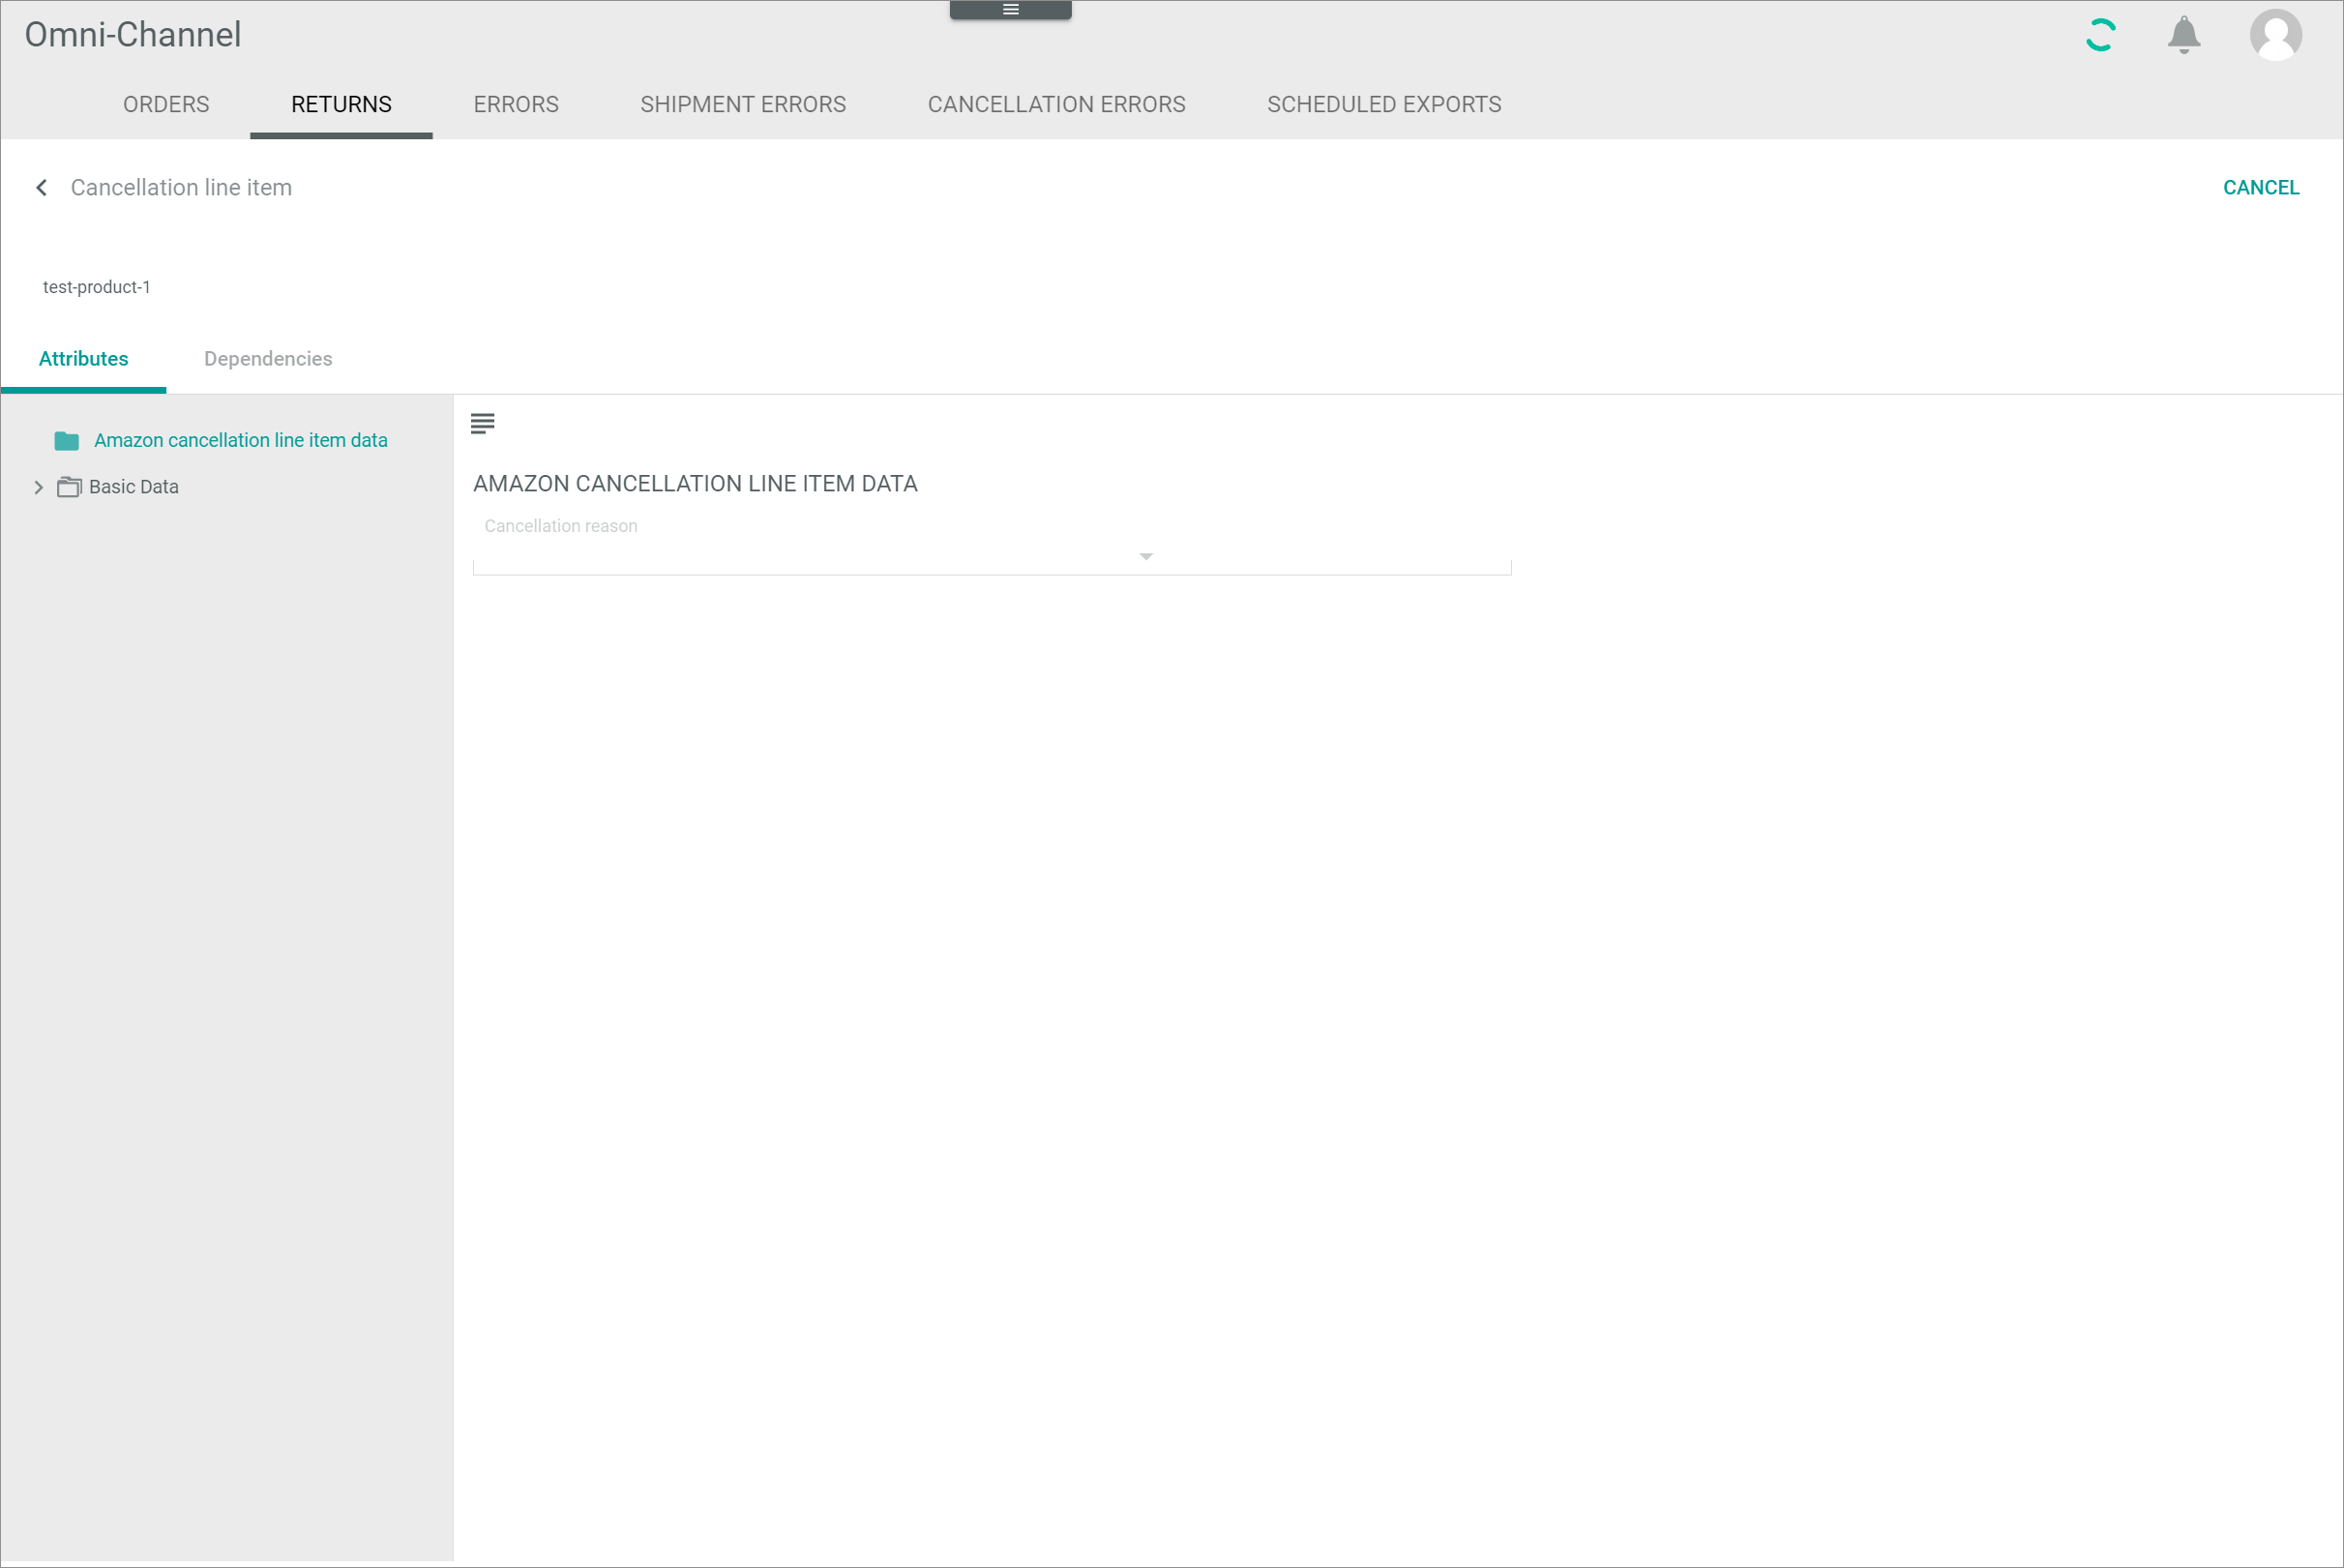 Omni-Channel
ORDERS RETURNS ERRORS SHIPMENT ERRORS CANCELLATION ERRORS SCHEDULED EXPORTS
Cancellation line item CANCEL
test-product-1
Attributes Dependencies
Amazon cancellation line item data
Basic Data
AMAZON CANCELLATION LINE ITEM DATA
Cancellation reason